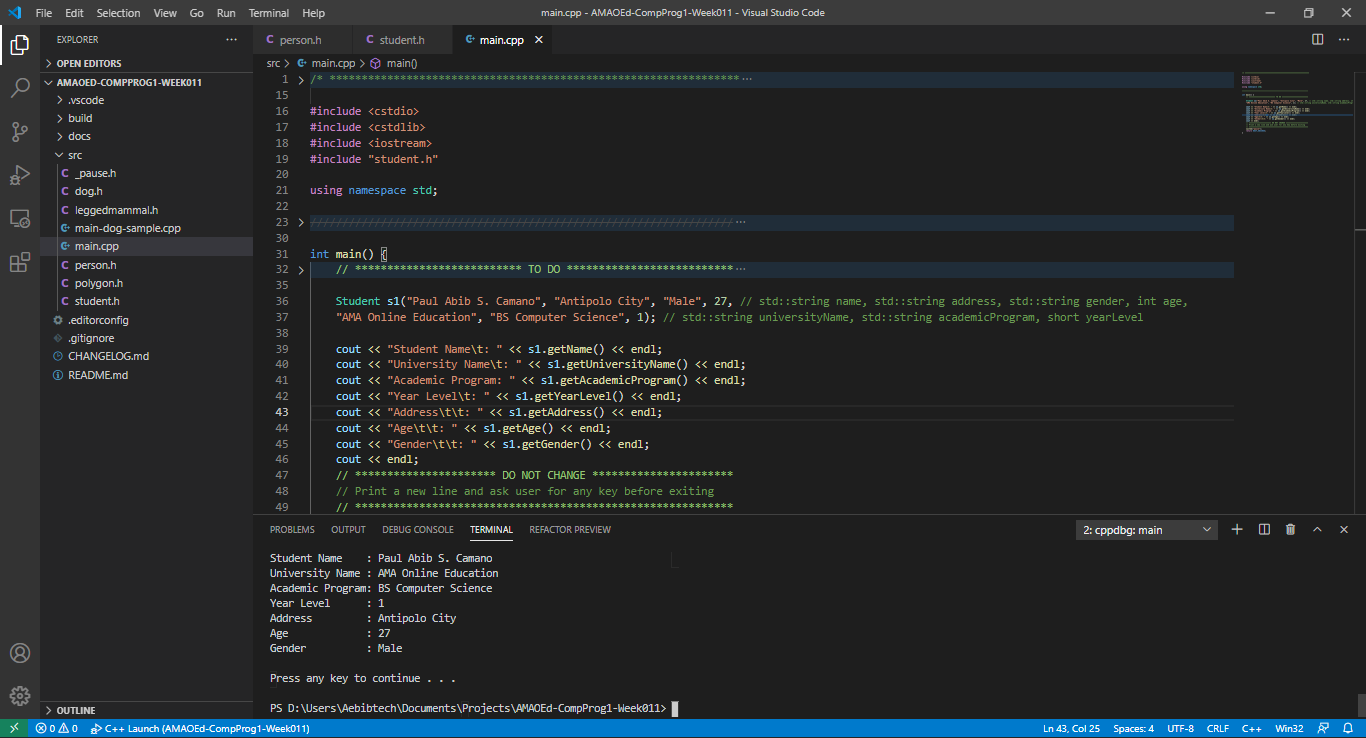 File Edit Selection View Go Run Terminal Help
main.cpp - AMAOEd-CompProg1-Week011 - Visual Studio Code
EXPLORER
OPEN EDITORS
AMAOED-COMPPROG1-WEEK011
.vscode
build
docs
src
_pause.h
dog.h
leggedmammal.h
main-dog-sample.cpp
main.cpp
person.h
polygon.h
student.h
.editorconfig
.gitignore
CHANGELOG.md
README.md
OUTLINE
person.h student.h main.cpp
src > main.cpp > main()
1 /* **************************************************************** ...
15
16 #include <cstdio>
17 #include <cstdlib>
18 #include <iostream>
19 #include "student.h"
20
21 using namespace std;
22
23 ////////////////////////////////////////////////////////////////// ...
30
31 int main() {
32 // ************************** TO DO ************************** ...
35
36 Student s1("Paul Abib S. Camano", "Antipolo City", "Male", 27, // std::string name, std::string address, std::string gender, int age,
37 "AMA Online Education", "BS Computer Science", 1); // std::string universityName, std::string academicProgram, short yearLevel
38
39 cout << "Student Name\t: " << s1.getName() << endl;
40 cout << "University Name\t: " << s1.getUniversityName() << endl;
41 cout << "Academic Program: " << s1.getAcademicProgram() << endl;
42 cout << "Year Level\t: " << s1.getYearLevel() << endl;
43 cout << "Address\t\t: " << s1.getAddress() << endl;
44 cout << "Age\t\t: " << s1.getAge() << endl;
45 cout << "Gender\t\t: " << s1.getGender() << endl;
46 cout << endl;
47 // ********************** DO NOT CHANGE **********************
48 // Print a new line and ask user for any key before exiting
49 // ***********************************************************
PROBLEMS OUTPUT DEBUG CONSOLE TERMINAL REFACTOR PREVIEW
2: cppdbg: main
Student Name : Paul Abib S. Camano
University Name : AMA Online Education
Academic Program: BS Computer Science
Year Level : 1
Address : Antipolo City
Age : 27
Gender : Male
Press any key to continue . . .
PS D:\Users\Aebibtech\Documents\Projects\AMAOEd-CompProg1-Week011>
0 0 C++ Launch (AMAOEd-CompProg1-Week011)
Ln 43, Col 25 Spaces: 4 UTF-8 CRLF C++ Win32